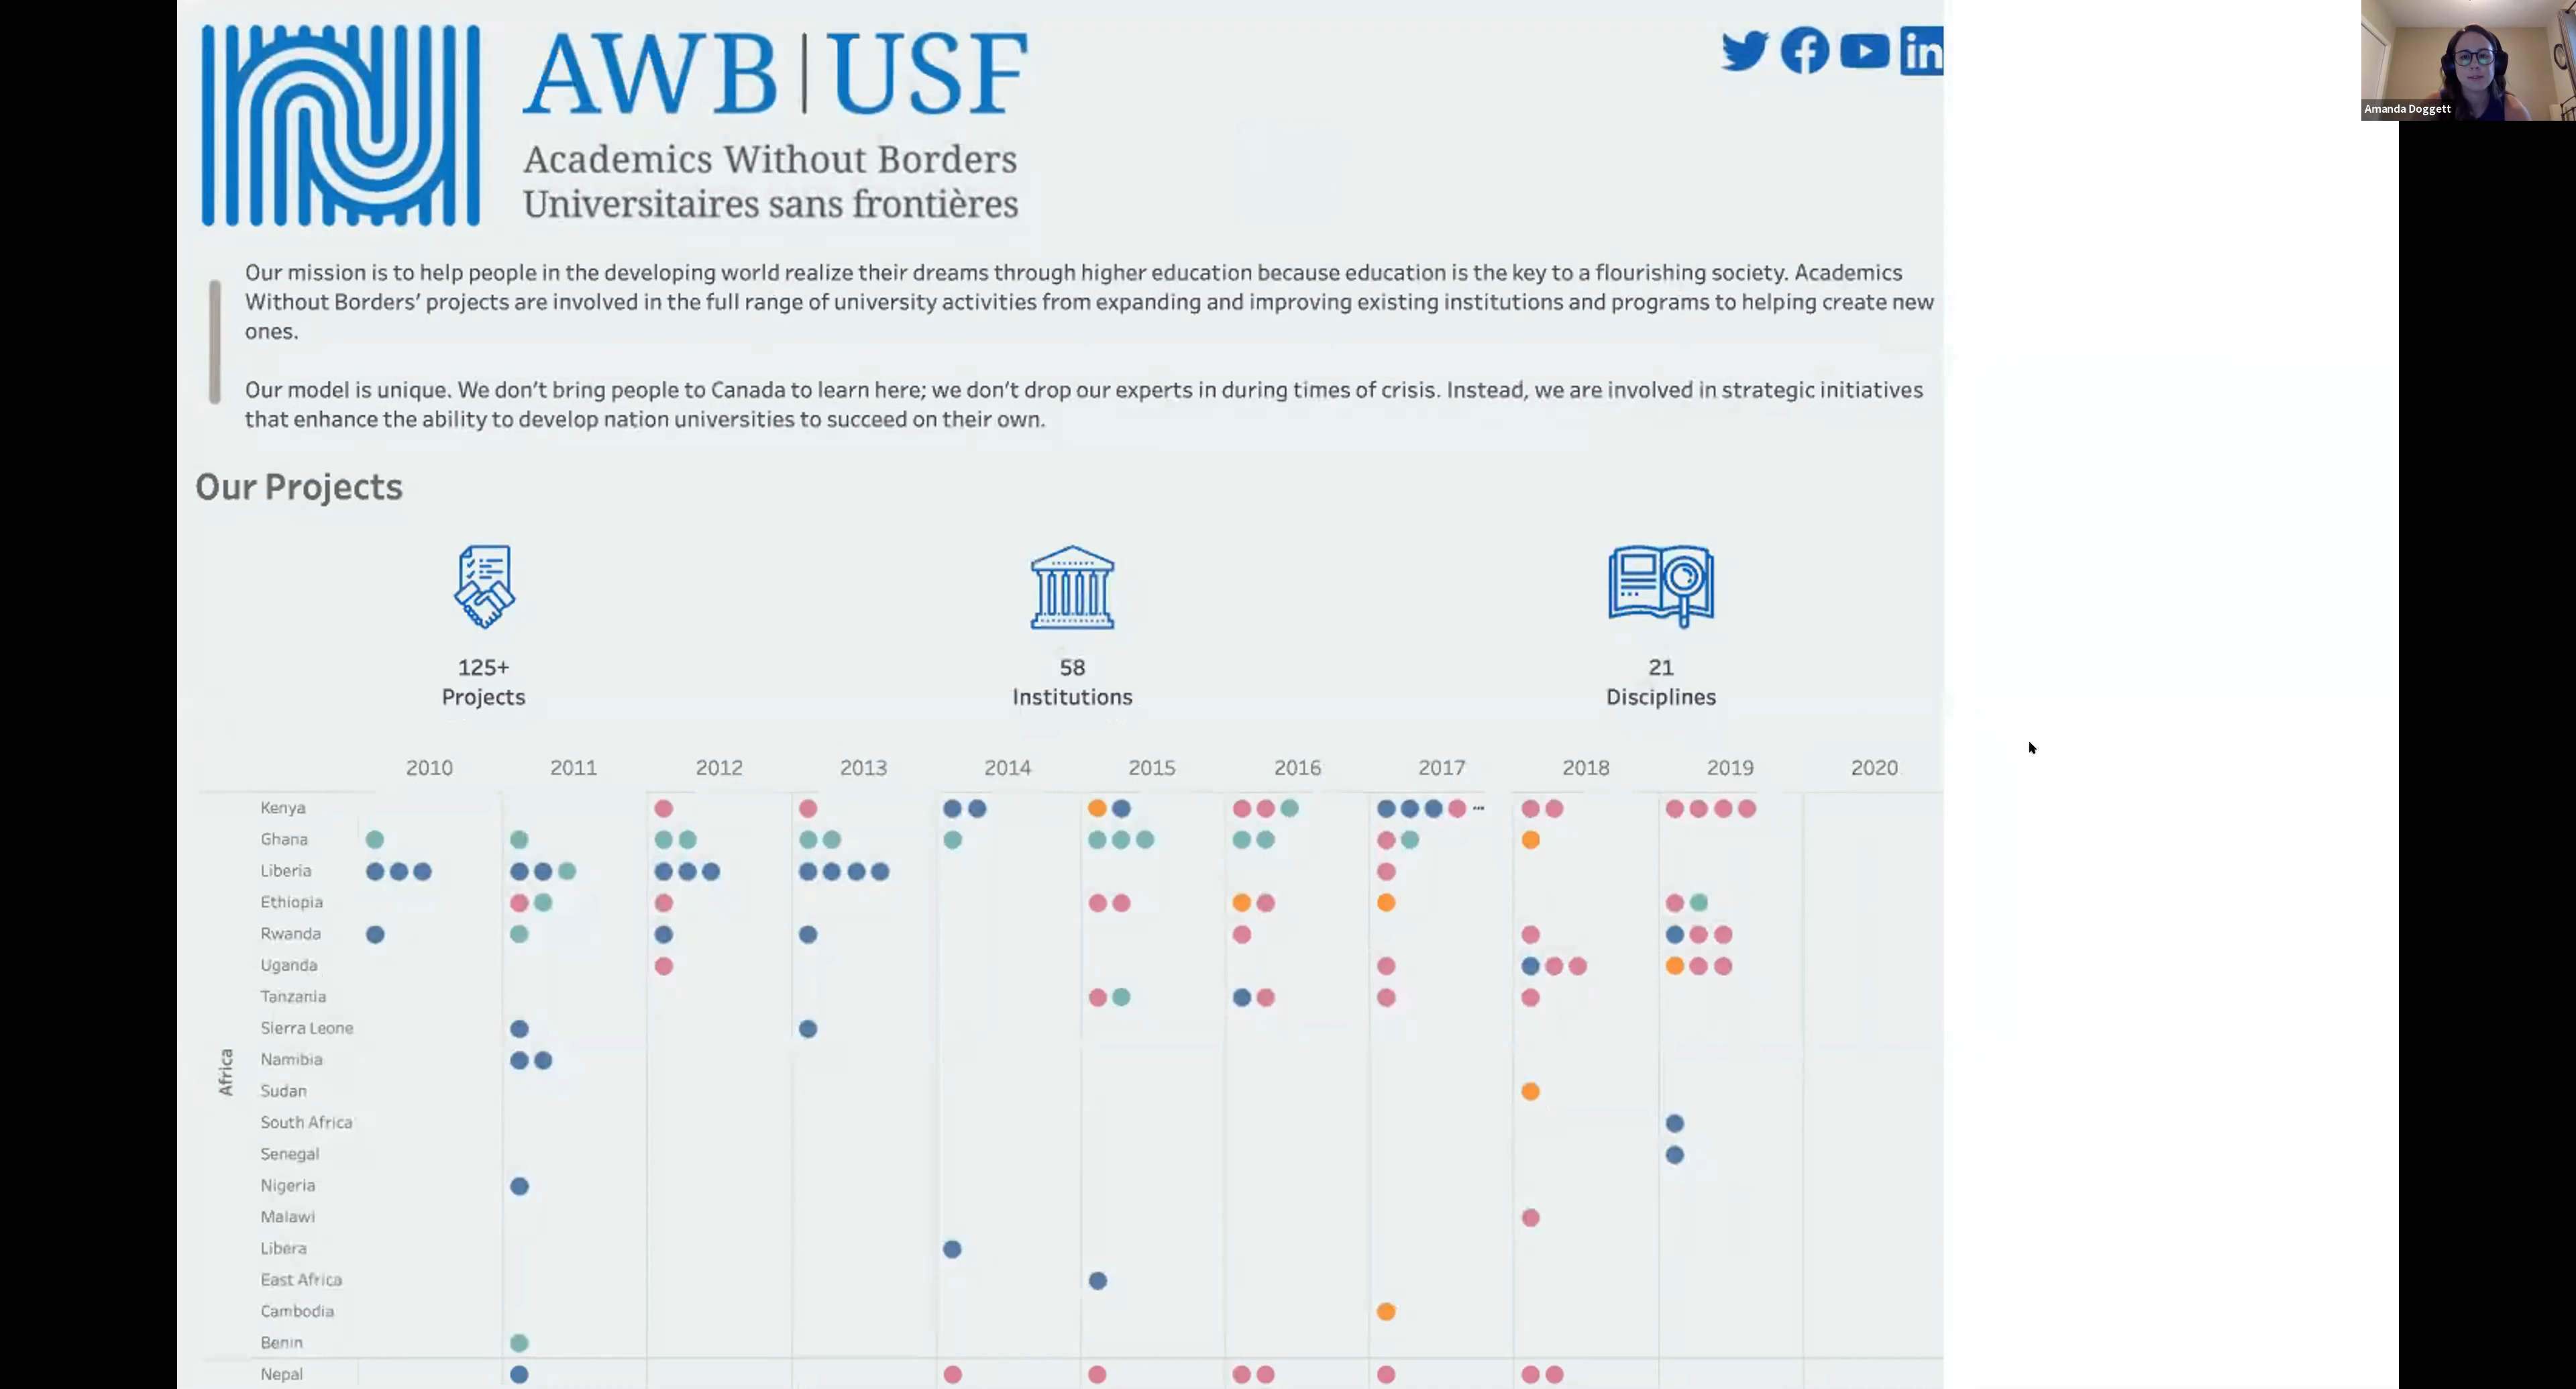 AWB|USF
Academics Without Borders
Universitaires sans frontières
in
Amanda Doggett
Our mission is to help people in the developing world realize their dreams through higher education because education is the key to a flourishing society. Academics
Without Borders' projects are involved in the full range of university activities from expanding and improving existing institutions and programs to helping create new
ones.
Our model is unique. We don't bring people to Canada to learn here; we don't drop our experts in during times of crisis. Instead, we are involved in strategic initiatives
that enhance the ability to develop nation universities to succeed on their own.
Our Projects
125+
Projects
58
Institutions
21
Disciplines
2010 2011 2012 2013 2014 2015 2016 2017 2018 2019 2020
Africa
Kenya ...
Ghana
Liberia
Ethiopia
Rwanda
Uganda
Tanzania
Sierra Leone
Namibia
Sudan
South Africa
Senegal
Nigeria
Malawi
Libera
East Africa
Cambodia
Benin
Nepal